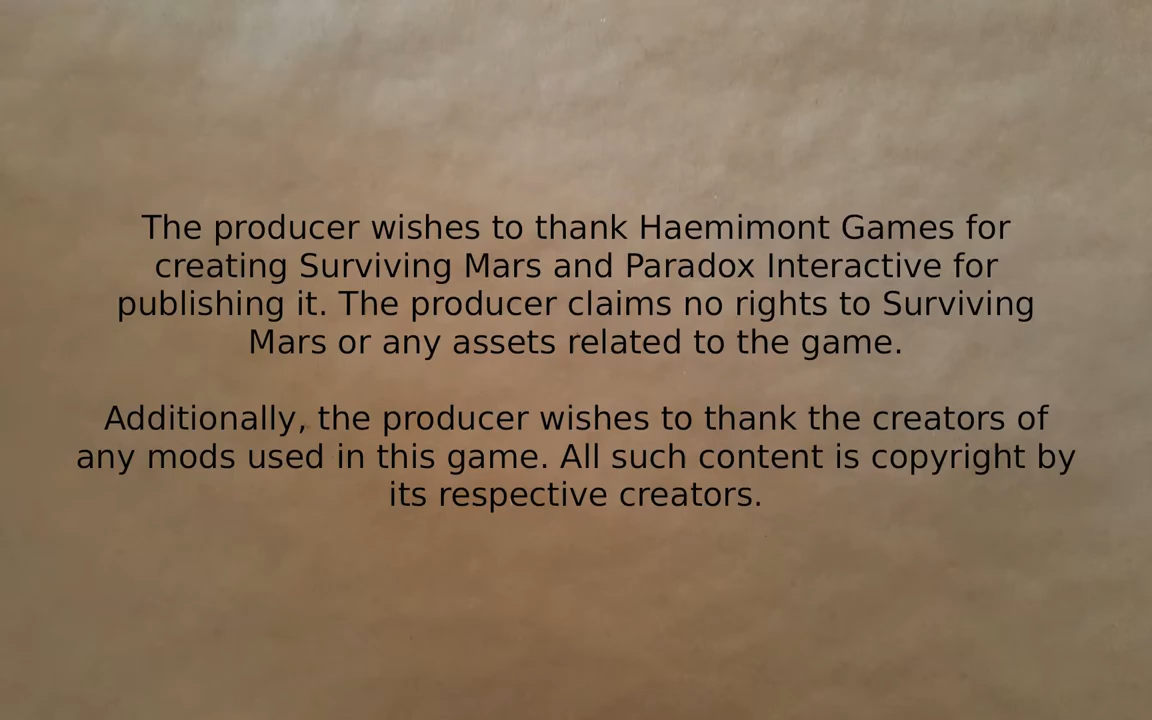 The producer wishes to thank Haemimont Games for
creating Surviving Mars and Paradox Interactive for
publishing it. The producer claims no rights to Surviving
Mars or any assets related to the game.
Additionally, the producer wishes to thank the creators of
any mods used in this game. All such content is copyright by
its respective creators.